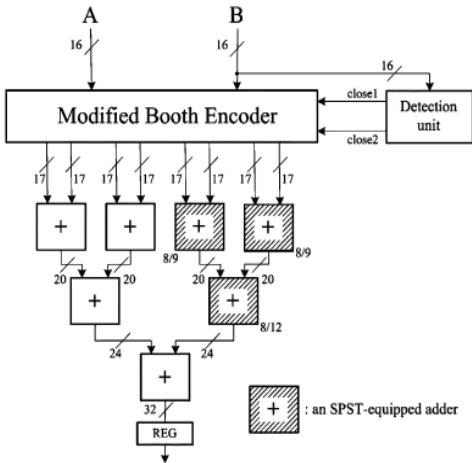 A B
16 16 16
close1
Modified Booth Encoder
Detection
unit
close2
17 17 17 17 17 17 17 17
+ + + +
8/9 8/9
20 20 20 20
+ +
8/12
24 24
+
32
+ : an SPST-equipped adder
REG